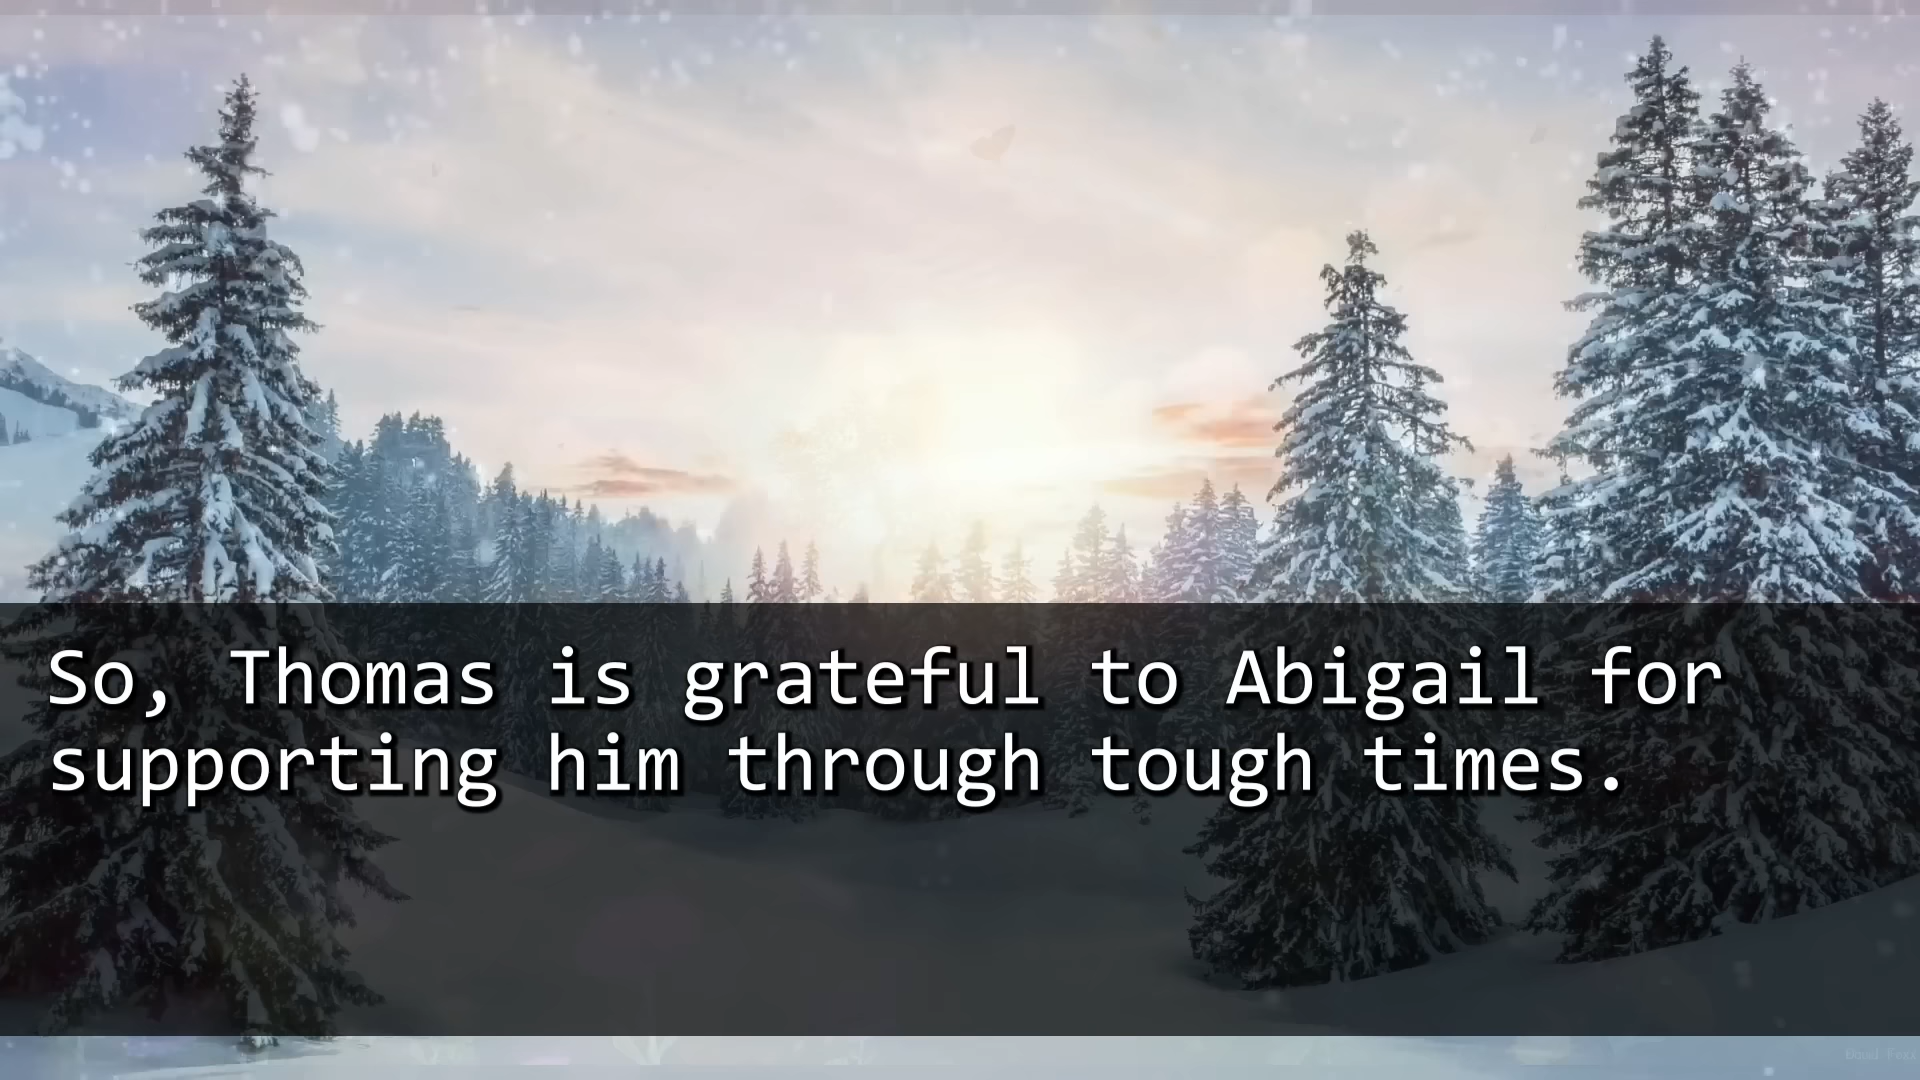 So, Thomas is grateful to Abigail for
supporting him through tough times.